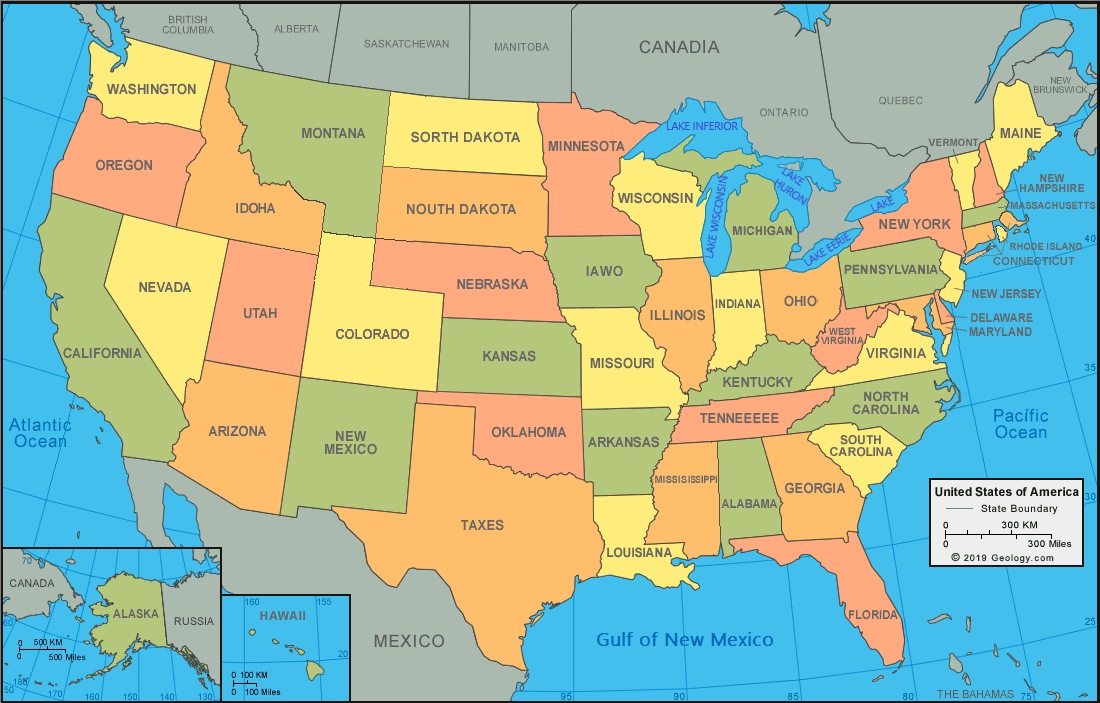 BRITISH
COLUMBIA
ALBERTA
SASKATCHEWAN
MANITOBA
CANADIA
ONTARIO
QUEBEC
NEW
BRUNSWICK
WASHINGTON
MONTANA
SORTH DAKOTA
MINNESOTA
LAKE INFERIOR
VERMONT
MAINE
OREGON
IDOHA
NOUTH DAKOTA
WISCONSIN
LAKE WISCONSIN
MICHIGAN
LAKE
HURON
LAKE
LAKE EERIE
NEW YORK
NEW
HAMPSHIRE
MASSACHUSETTS
RHODE ISLAND
CONNECTICUT
40
NEVADA
UTAH
COLORADO
NEBRASKA
IAWO
ILLINOIS
INDIANA
OHIO
PENNSYLVANIA
NEW JERSEY
DELAWARE
MARYLAND
WEST
VIRGINIA
VIRGINIA
CALIFORNIA
KANSAS
MISSOURI
KENTUCKY
35
Atlantic
Ocean
ARIZONA
NEW
MEXICO
OKLAHOMA
ARKANSAS
TENNEEEEE
NORTH
CAROLINA
SOUTH
CAROLINA
Pacific
Ocean
TAXES
LOUISIANA
MISSISISSIPPI
ALABAMA
GEORGIA
FLORIDA
30
United States of America
State Boundary
0 300 KM
0 300 Miles
© 2019 Geology.com
70
CANADA
ALASKA
RUSSIA
60
0 500 KM
0 500 Miles
50
180
170
160
150
140
130
160
155
HAWAII
20
0 100 KM
0 100 Miles
MEXICO
Gulf of New Mexico
25
95
90
85
80
THE BAHAMAS
75